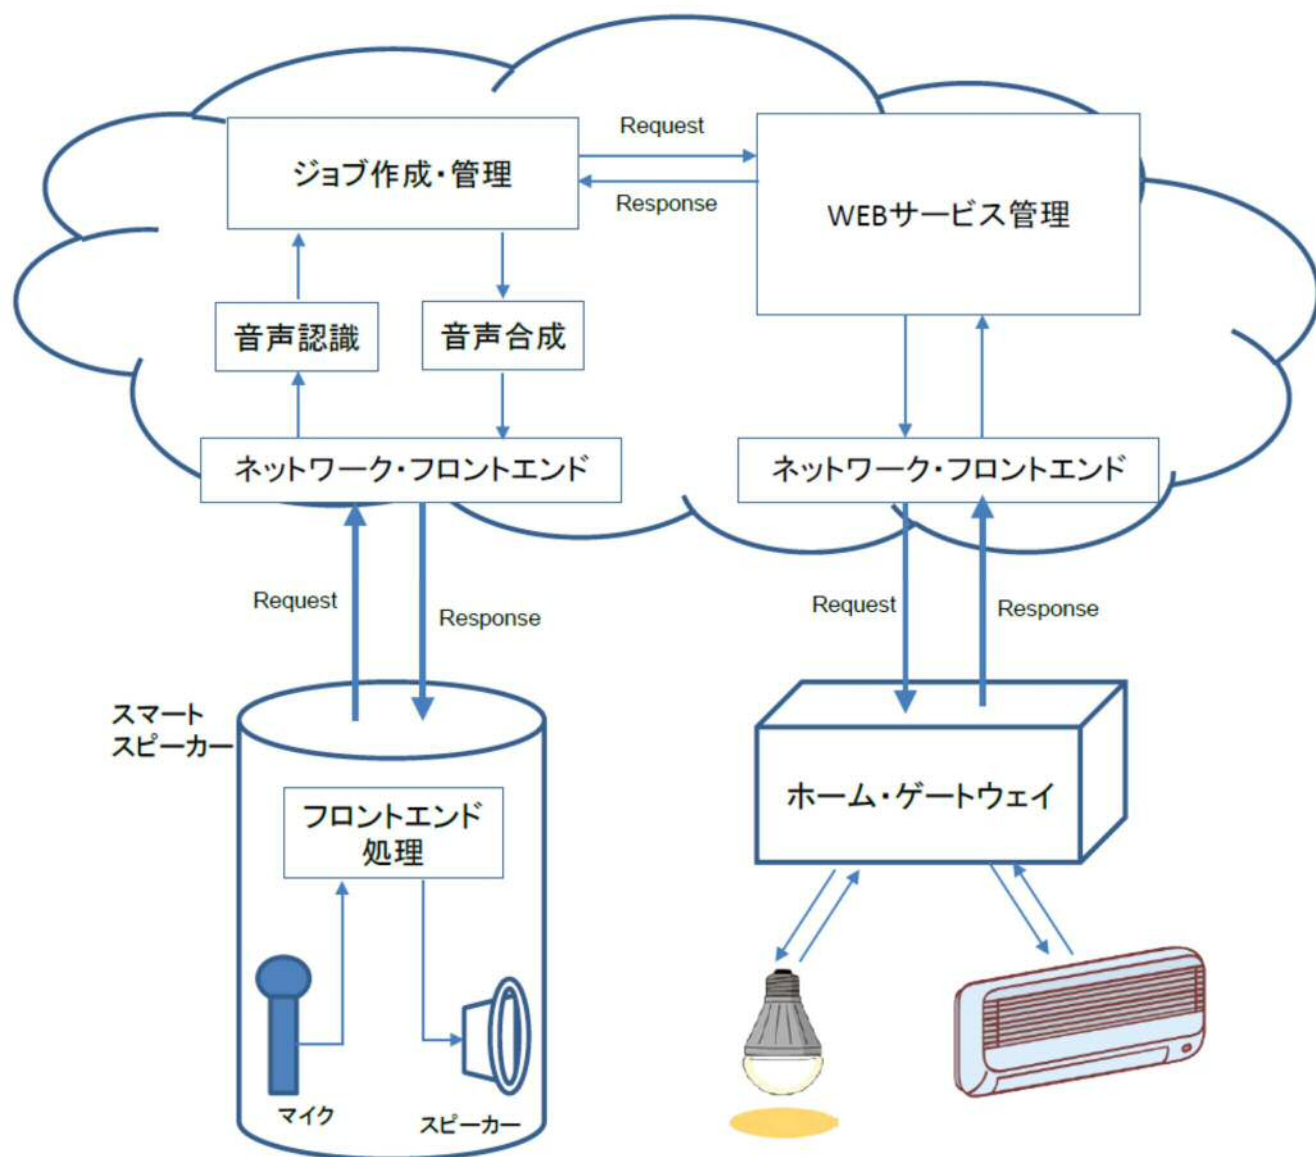 Request
ジョブ作成・管理
Response
WEBサービス管理
音声認識
音声合成
ネットワーク・フロントエンド
ネットワーク・フロントエンド
Request
Response
Request
Response
スマート
スピーカー
フロントエンド
処理
ホーム・ゲートウェイ
マイク
スピーカー